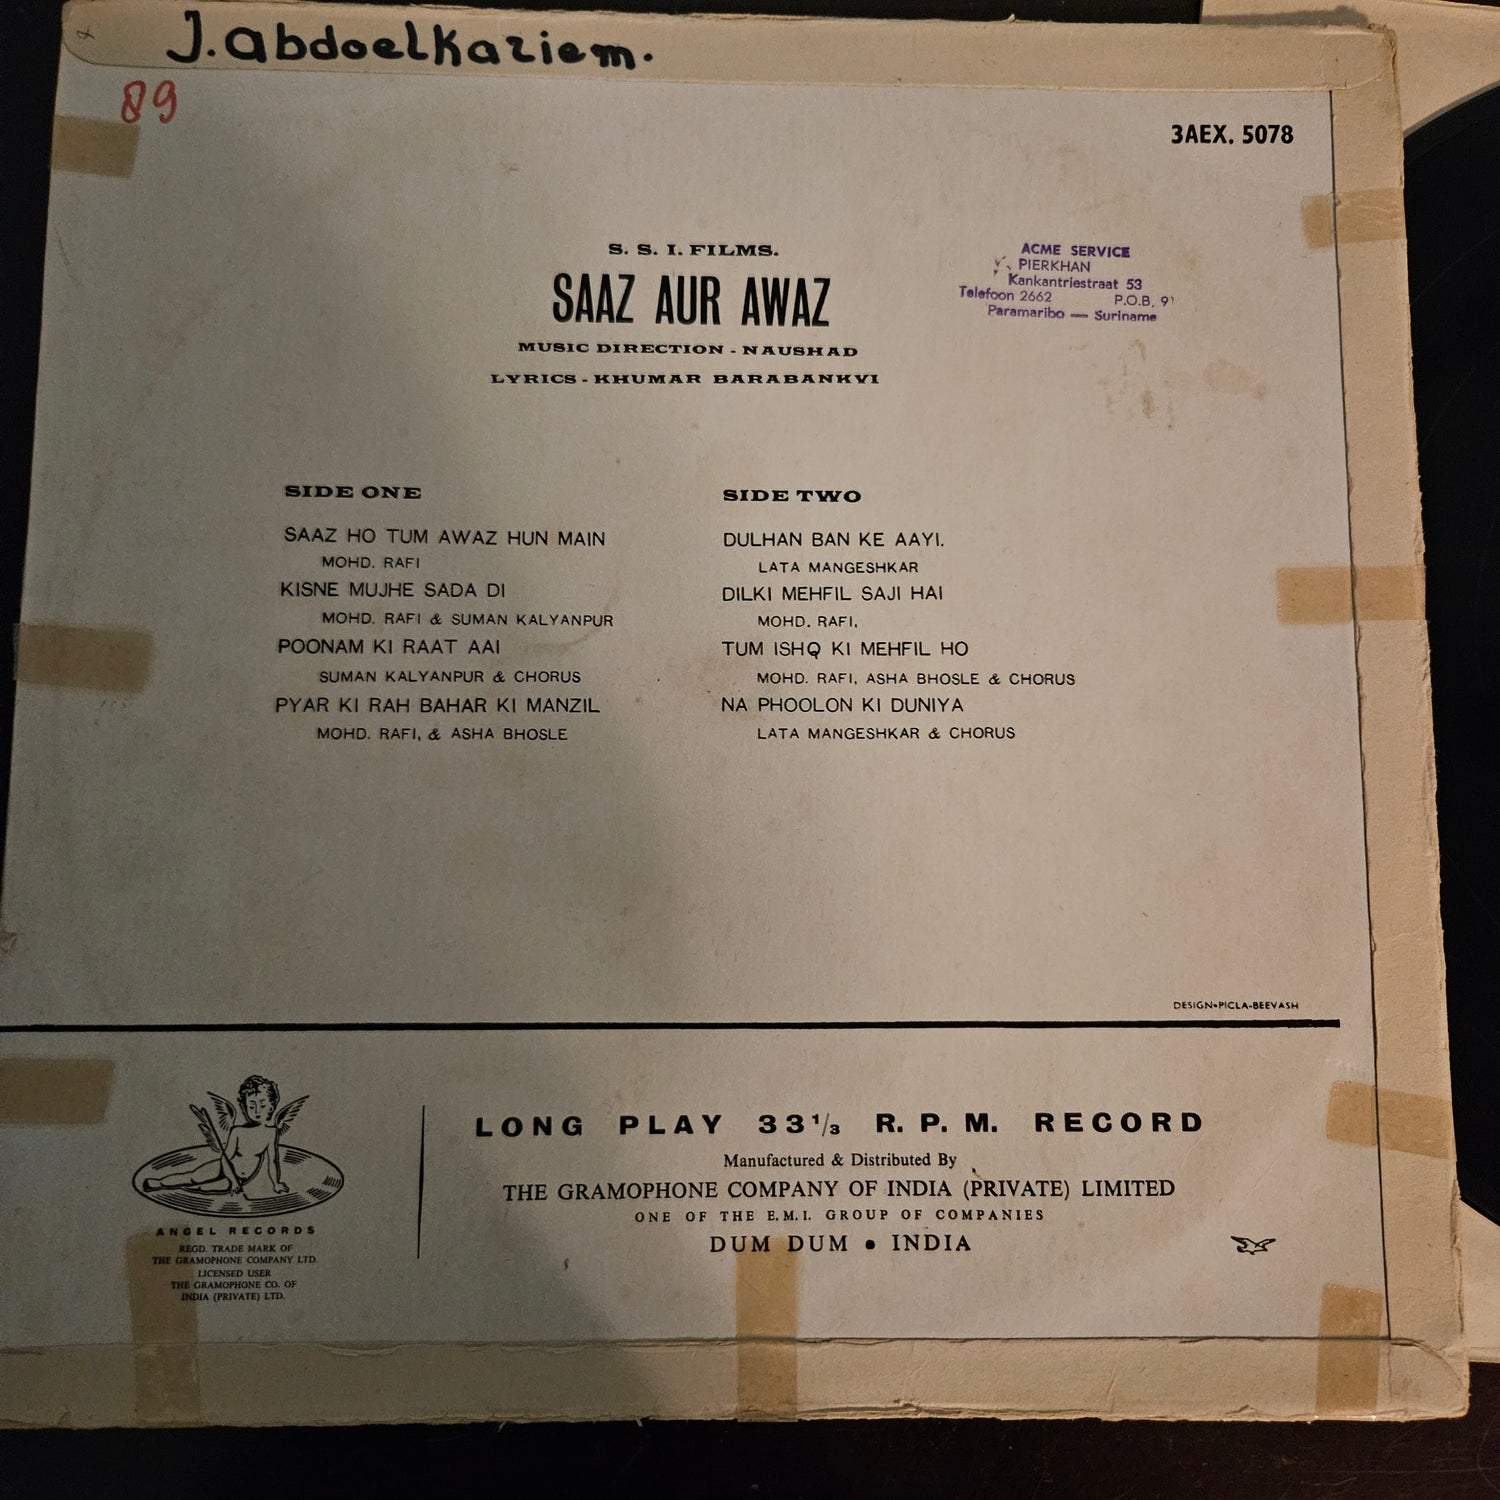 J. Abdoelkariem.
89
3AEX. 5078
S. S. I. FILMS.
SAAZ AUR AWAZ
MUSIC DIRECTION - NAUSHAD
LYRICS - KHUMAR BARABANKVI
ACME SERVICE
PIERKHAN
Kankantriestraat 53
Telefoon 2662 P.O.B. 91
Paramaribo — Suriname
SIDE ONE
SAAZ HO TUM AWAZ HUN MAIN
MOHD. RAFI
KISNE MUJHE SADA DI
MOHD. RAFI & SUMAN KALYANPUR
POONAM KI RAAT AAI
SUMAN KALYANPUR & CHORUS
PYAR KI RAH BAHAR KI MANZIL
MOHD. RAFI, & ASHA BHOSLE
SIDE TWO
DULHAN BAN KE AAYI.
LATA MANGESHKAR
DILKI MEHFIL SAJI HAI
MOHD. RAFI,
TUM ISHQ KI MEHFIL HO
MOHD. RAFI, ASHA BHOSLE & CHORUS
NA PHOOLON KI DUNIYA
LATA MANGESHKAR & CHORUS
DESIGN•PICLA-BEEVASH
ANGEL RECORDS
REGD. TRADE MARK OF
THE GRAMOPHONE COMPANY LTD.
LICENSED USER
THE GRAMOPHONE CO. OF
INDIA (PRIVATE) LTD.
LONG PLAY 33 1/3 R. P. M. RECORD
Manufactured & Distributed By
THE GRAMOPHONE COMPANY OF INDIA (PRIVATE) LIMITED
ONE OF THE E.M.I. GROUP OF COMPANIES
DUM DUM • INDIA